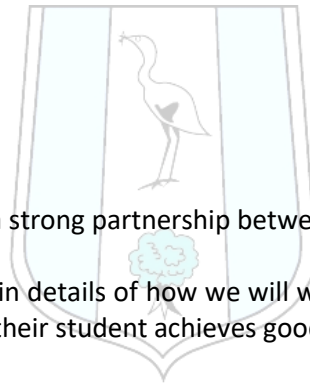 strong partnership betwe
in details of how we will w
their student achieves good